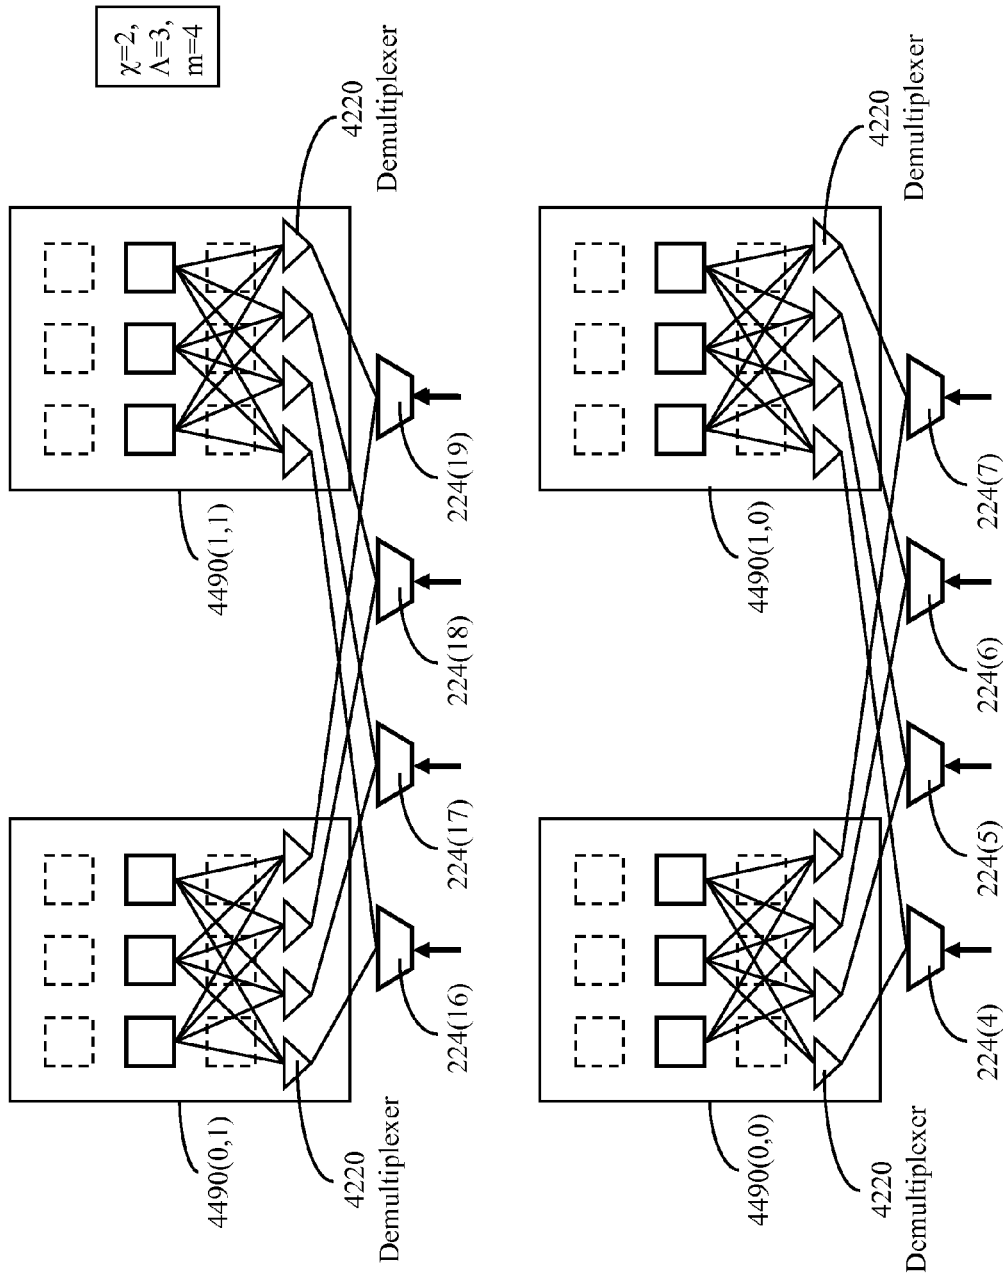 χ=2,
Λ=3,
m=4
4490(0,1)
4490(1,1)
4220
Demultiplexer
4220
Demultiplexer
224(16)
224(17)
224(18)
224(19)
4490(0,0)
4490(1,0)
4220
Demultiplexer
4220
Demultiplexer
224(4)
224(5)
224(6)
224(7)